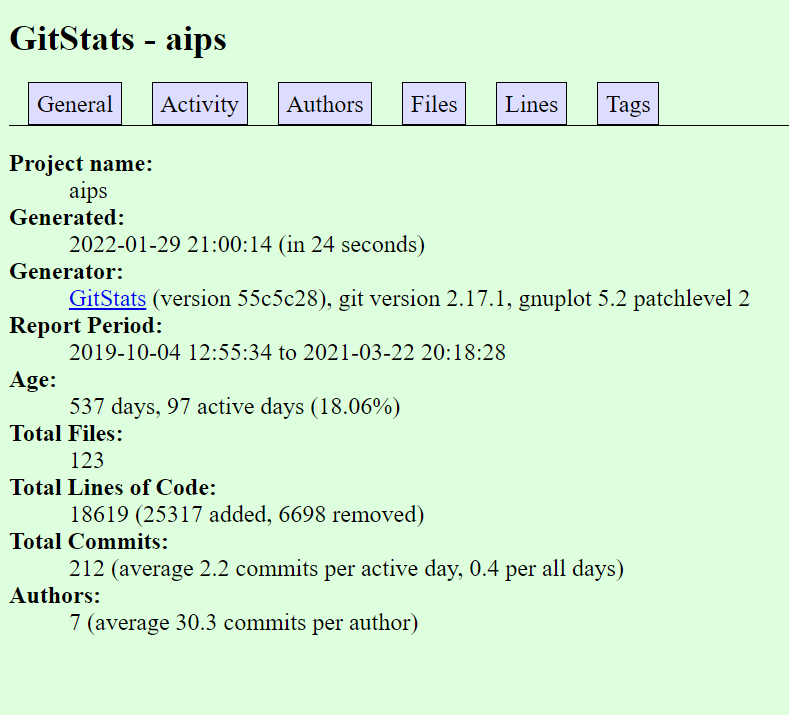 GitStats - aips
General Activity Authors Files Lines Tags
Project name:
aips
Generated:
2022-01-29 21:00:14 (in 24 seconds)
Generator:
GitStats (version 55c5c28), git version 2.17.1, gnuplot 5.2 patchlevel 2
Report Period:
2019-10-04 12:55:34 to 2021-03-22 20:18:28
Age:
537 days, 97 active days (18.06%)
Total Files:
123
Total Lines of Code:
18619 (25317 added, 6698 removed)
Total Commits:
212 (average 2.2 commits per active day, 0.4 per all days)
Authors:
7 (average 30.3 commits per author)